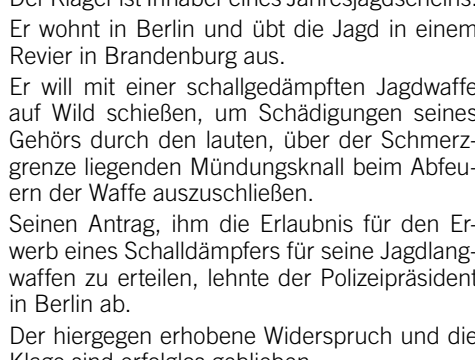 Der Kläger ist Inhaber eines Jahresjagdscheins.
Er wohnt in Berlin und übt die Jagd in einem
Revier in Brandenburg aus.
Er will mit einer schallgedämpften Jagdwaffe
auf Wild schießen, um Schädigungen seines
Gehörs durch den lauten, über der Schmerz-
grenze liegenden Mündungsknall beim Abfeu-
ern der Waffe auszuschließen.
Seinen Antrag, ihm die Erlaubnis für den Er-
werb eines Schalldämpfers für seine Jagdlang-
waffen zu erteilen, lehnte der Polizeipräsident
in Berlin ab.
Der hiergegen erhobene Widerspruch und die
Klage sind erfolglos geblieben.